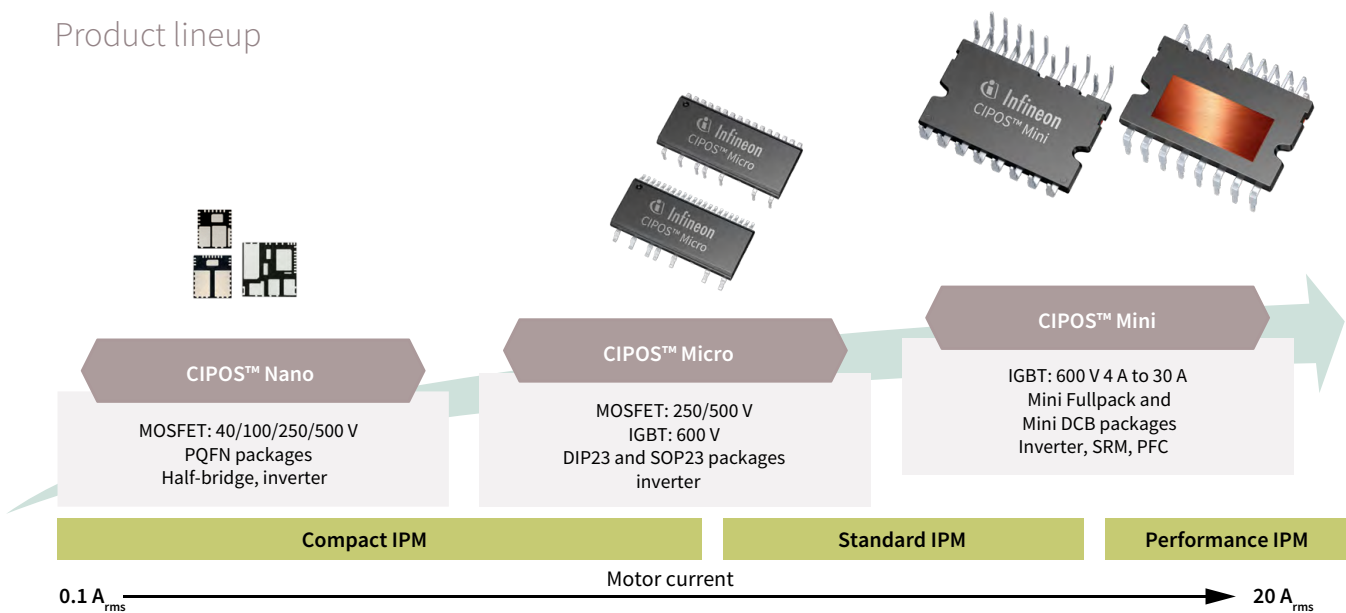 Product lineup
Infineon
CIPOS™ Mini
Infineon
CIPOS™ Micro
Infineon
CIPOS™ Micro
CIPOS™ Nano
MOSFET: 40/100/250/500 V
PQFN packages
Half-bridge, inverter
CIPOS™ Micro
MOSFET: 250/500 V
IGBT: 600 V
DIP23 and SOP23 packages
inverter
CIPOS™ Mini
IGBT: 600 V 4 A to 30 A
Mini Fullpack and
Mini DCB packages
Inverter, SRM, PFC
Compact IPM
Standard IPM
Performance IPM
Motor current
0.1 Arms
20 Arms